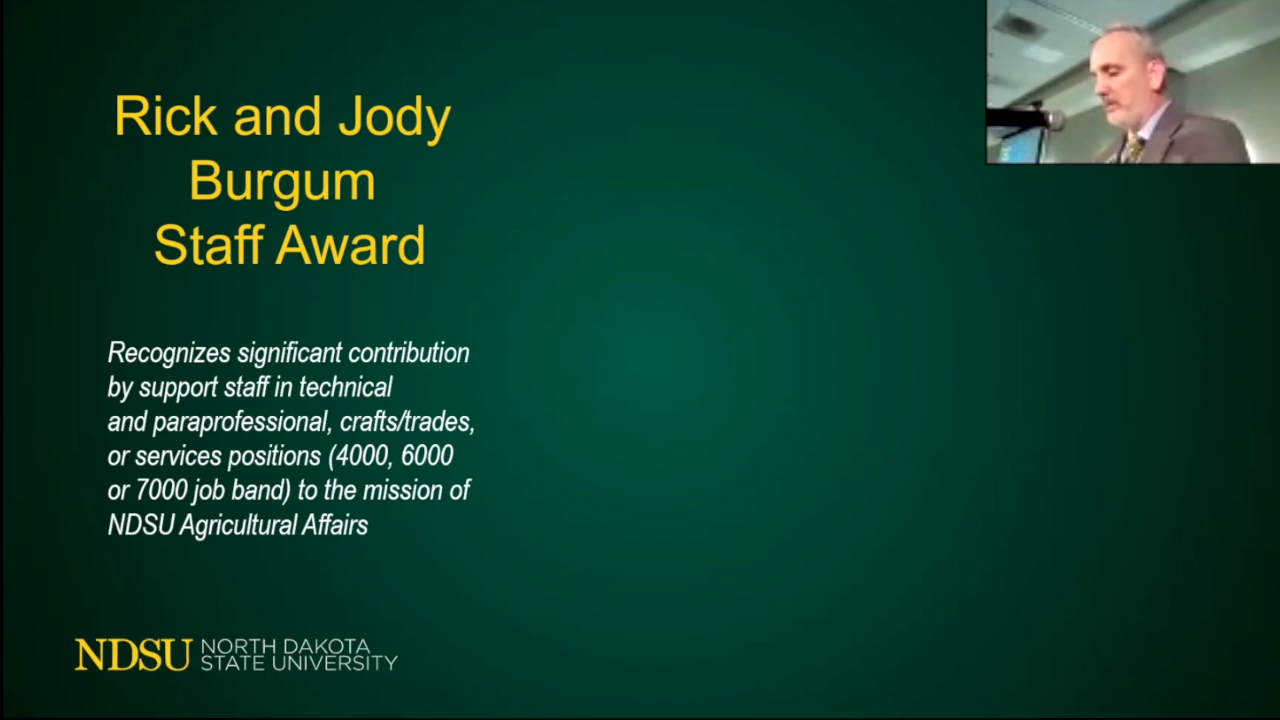 Rick and Jody
Burgum
Staff Award
Recognizes significant contribution
by support staff in technical
and paraprofessional, crafts/trades,
or services positions (4000, 6000
or 7000 job band) to the mission of
NDSU Agricultural Affairs
NDSU NORTH DAKOTA
STATE UNIVERSITY